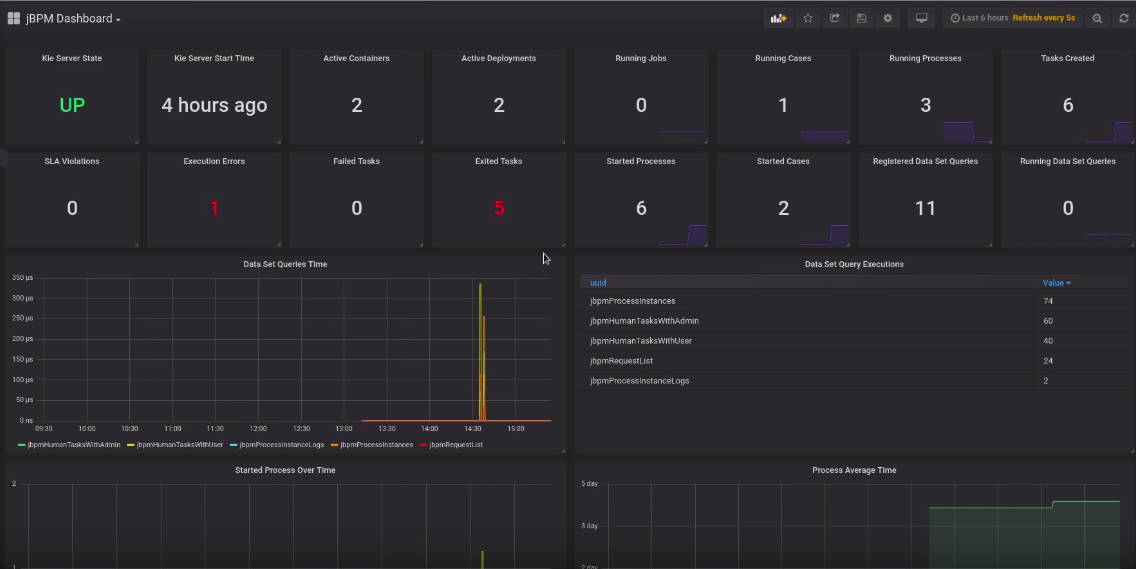 jBPM Dashboard
Last 6 hours Refresh every 5s
Kie Server State Kie Server Start Time Active Containers Active Deployments Running Jobs Running Cases Running Processes Tasks Created
UP 4 hours ago 2 2 0 1 3 6
SLA Violations Execution Errors Failed Tasks Exited Tasks Started Processes Started Cases Registered Data Set Queries Running Data Set Queries
0 1 0 5 6 2 11 0
Data Set Queries Time
350 µs
300 µs
250 µs
200 µs
150 µs
100 µs
50 µs
0 ns
09:30 10:00 10:30 11:00 11:30 12:00 12:30 13:00 13:30 14:00 14:30 15:00
jbpmHumanTasksWithAdmin jbpmHumanTasksWithUser jbpmProcessInstanceLogs jbpmProcessInstances jbpmRequestList
Data Set Query Executions
uuid Value
jbpmProcessInstances 74
jbpmHumanTasksWithAdmin 60
jbpmHumanTasksWithUser 40
jbpmRequestList 24
jbpmProcessInstanceLogs 2
Started Process Over Time
2
1
Process Average Time
5 day
3 day
2 day